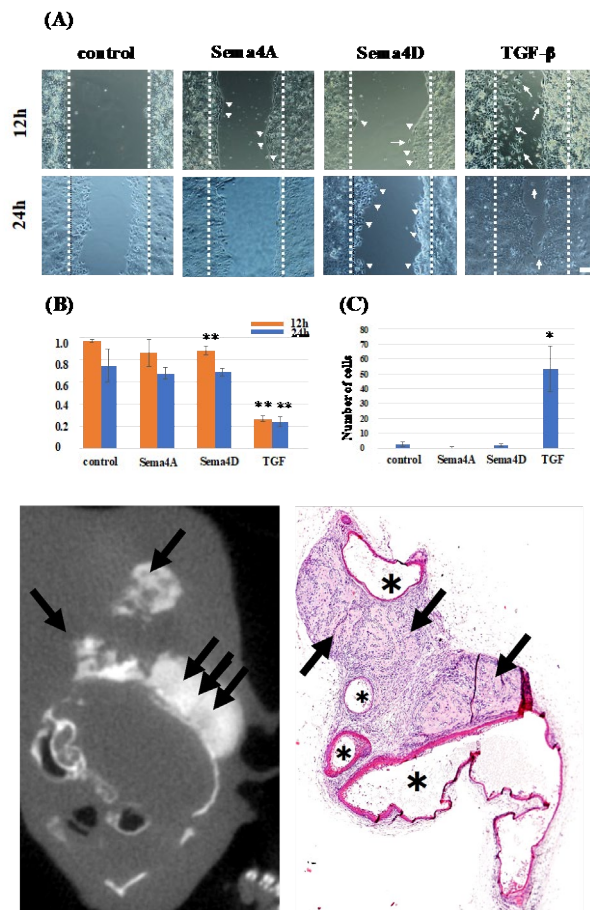 (A)
control Sema4A Sema4D TGF-β
12h
24h
(B) (C)
12h
24h
1.0
0.8
0.6
0.4
0.2
0
** ** **
control Sema4A Sema4D TGF
Number of cells
80
70
60
50
40
30
20
10
0
*
control Sema4A Sema4D TGF
*
*
*
*